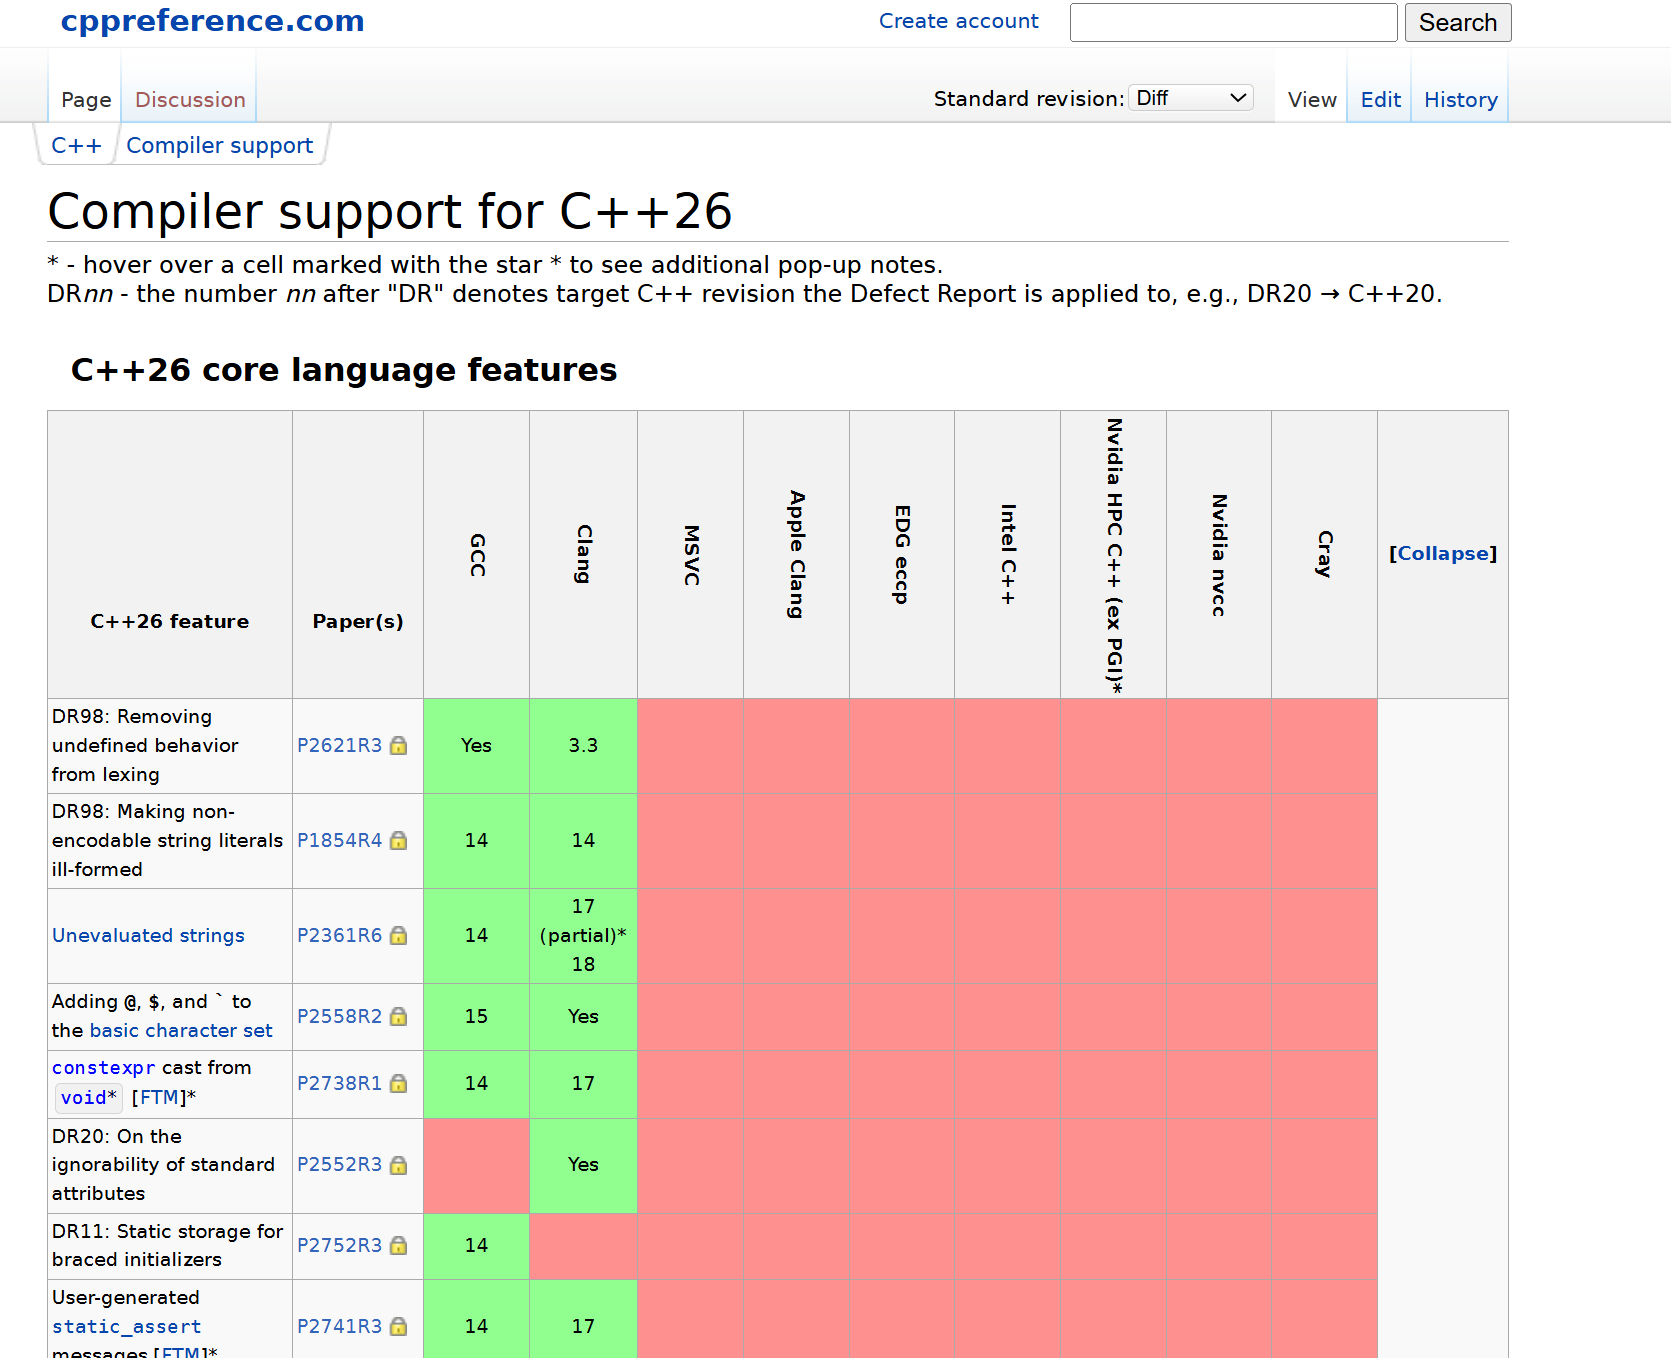 cppreference.com
Create account
Search
Page
Discussion
Standard revision: Diff
View
Edit
History
C++
Compiler support
Compiler support for C++26
* - hover over a cell marked with the star * to see additional pop-up notes.
DRnn - the number nn after "DR" denotes target C++ revision the Defect Report is applied to, e.g., DR20 → C++20.
C++26 core language features
C++26 feature
Paper(s)
GCC
Clang
MSVC
Apple Clang
EDG eccp
Intel C++
Nvidia HPC C++ (ex PGI)*
Nvidia nvcc
Cray
[Collapse]
DR98: Removing
undefined behavior
from lexing
P2621R3
Yes
3.3
DR98: Making non-
encodable string literals
ill-formed
P1854R4
14
14
Unevaluated strings
P2361R6
14
17
(partial)*
18
Adding @, $, and ` to
the basic character set
P2558R2
15
Yes
constexpr cast from
void* [FTM]*
P2738R1
14
17
DR20: On the
ignorability of standard
attributes
P2552R3
Yes
DR11: Static storage for
braced initializers
P2752R3
14
User-generated
static_assert
messages [FTM]*
P2741R3
14
17